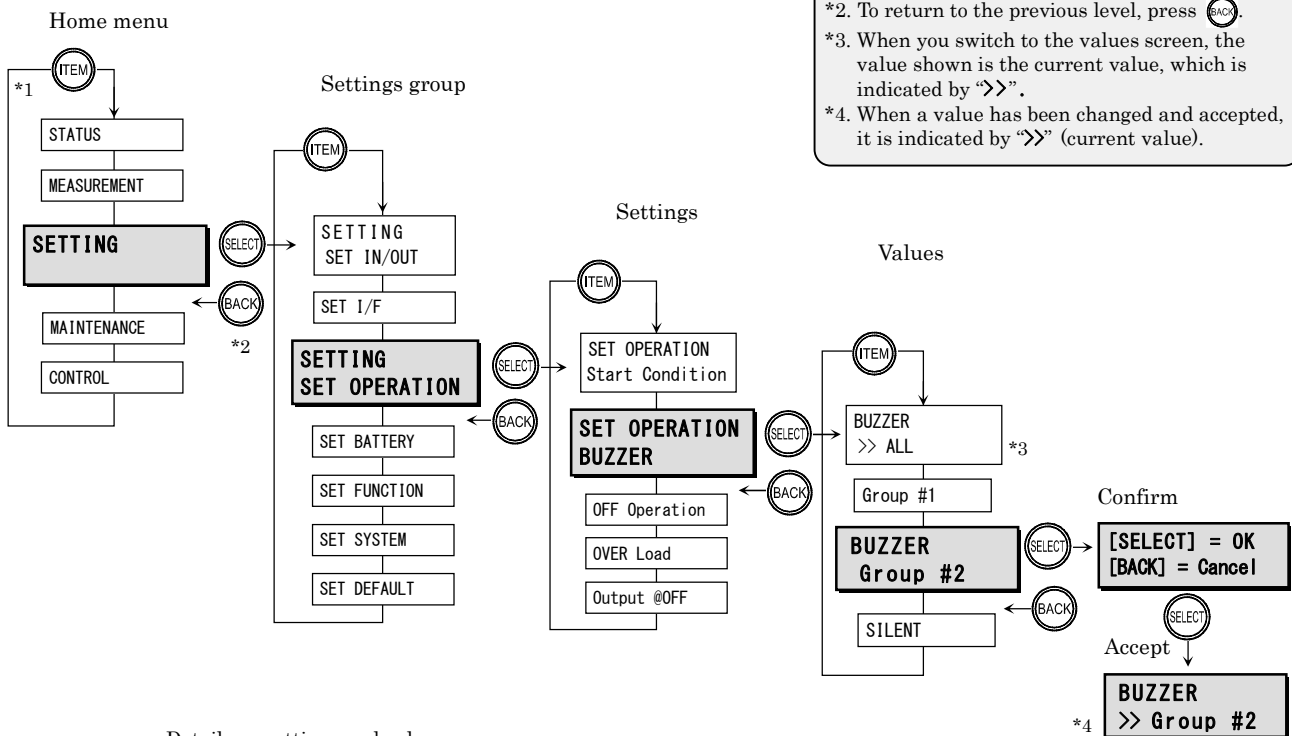 *2. To return to the previous level, press BACK.
*3. When you switch to the values screen, the
value shown is the current value, which is
indicated by “>>”.
*4. When a value has been changed and accepted,
it is indicated by “>>” (current value).
Home menu
ITEM
*1
STATUS
MEASUREMENT
SETTING
SELECT
BACK
*2
MAINTENANCE
CONTROL
Settings group
ITEM
SETTING
SET IN/OUT
SET I/F
SETTING
SET OPERATION
SELECT
BACK
SET BATTERY
SET FUNCTION
SET SYSTEM
SET DEFAULT
Settings
ITEM
SET OPERATION
Start Condition
SET OPERATION
BUZZER
SELECT
BACK
OFF Operation
OVER Load
Output @OFF
Values
ITEM
BUZZER
>> ALL
*3
Group #1
BUZZER
Group #2
SELECT
BACK
SILENT
Confirm
[SELECT] = OK
[BACK] = Cancel
SELECT
Accept
BUZZER
>> Group #2
*4